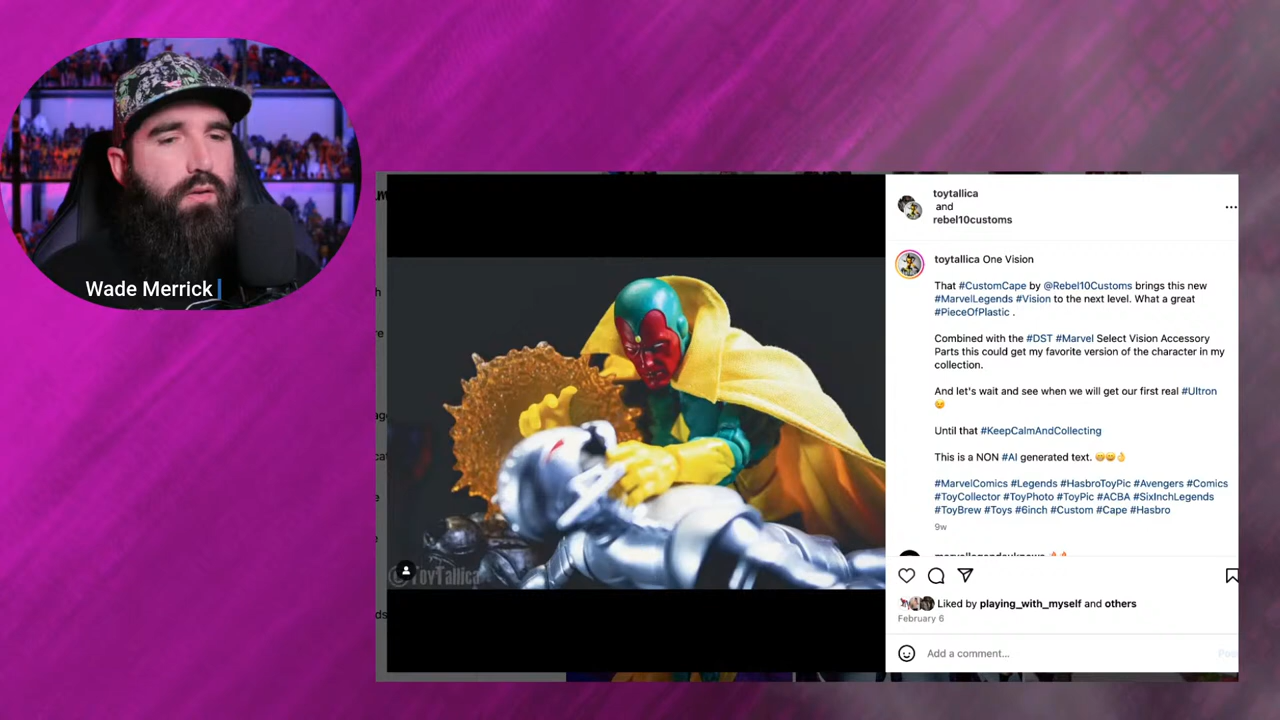 Wade Merrick
toytallica
and
rebel10customs
toytallica One Vision
That #CustomCape by @Rebel10Customs brings this new
#MarvelLegends #Vision to the next level. What a great
#PieceOfPlastic .
Combined with the #DST #Marvel Select Vision Accessory
Parts this could get my favorite version of the character in my
collection.
And let's wait and see when we will get our first real #Ultron
😉
Until that #KeepCalmAndCollecting
This is a NON #AI generated text. 😁😄👌
#MarvelComics #Legends #HasbroToyPic #Avengers #Comics
#ToyCollector #ToyPhoto #ToyPic #ACBA #SixInchLegends
#ToyBrew #Toys #6inch #Custom #Cape #Hasbro
9w
ToyTallica
Liked by playing_with_myself and others
February 6
Add a comment...